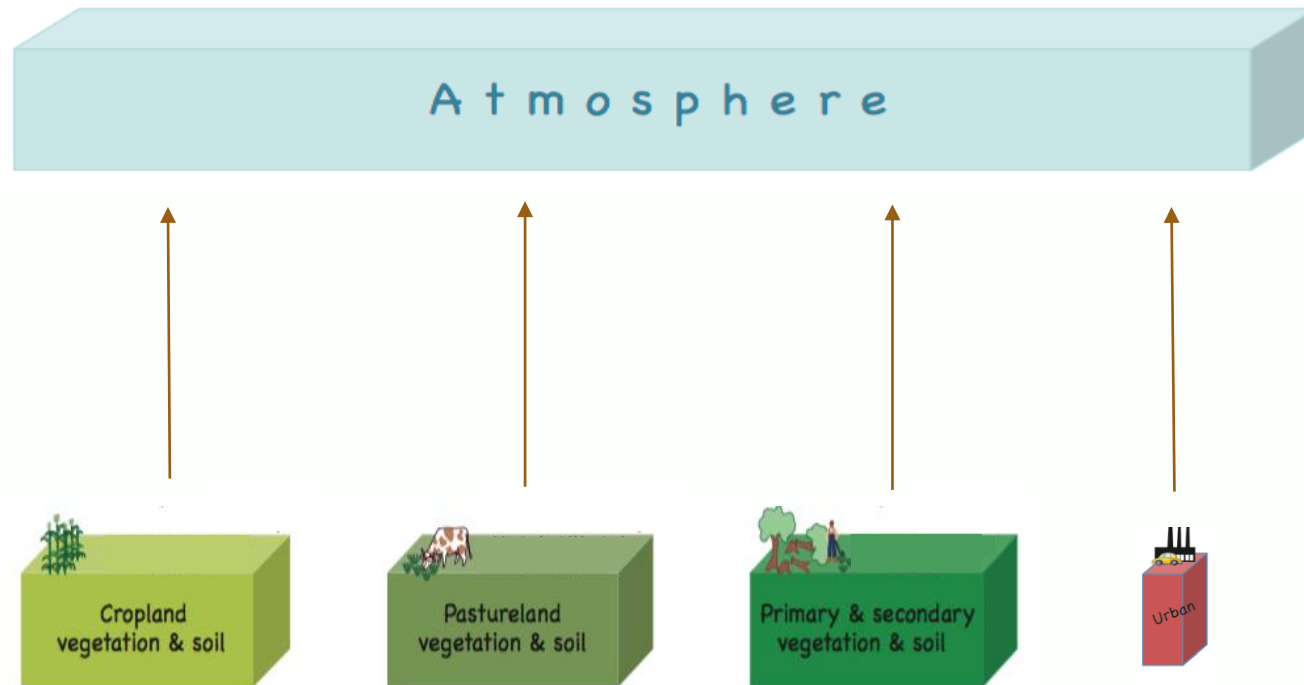 Atmosphere
Cropland
vegetation & soil
Pastureland
vegetation & soil
Primary & secondary
vegetation & soil
Urban